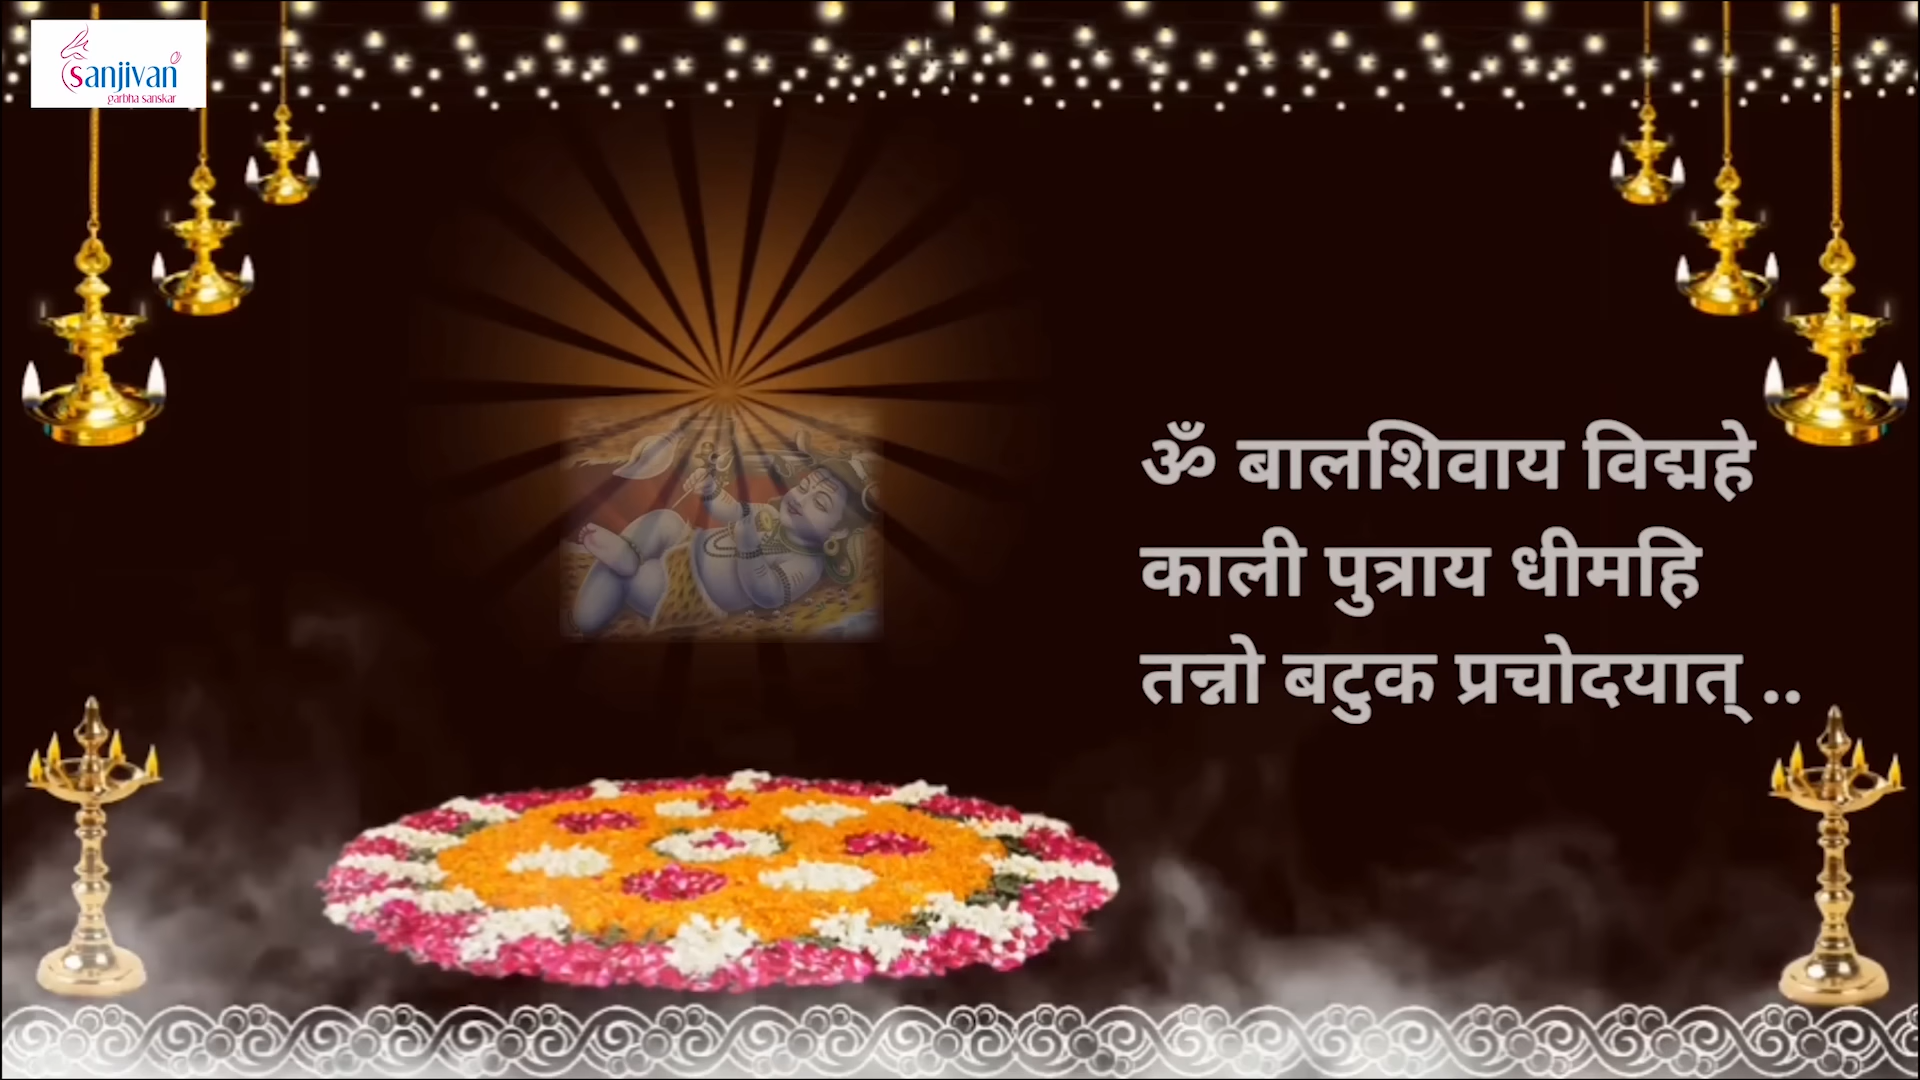 sanjivan
garbha sanskar
ॐ बालशिवाय विद्महे
काली पुत्राय धीमहि
तन्नो बटुक प्रचोदयात् ..